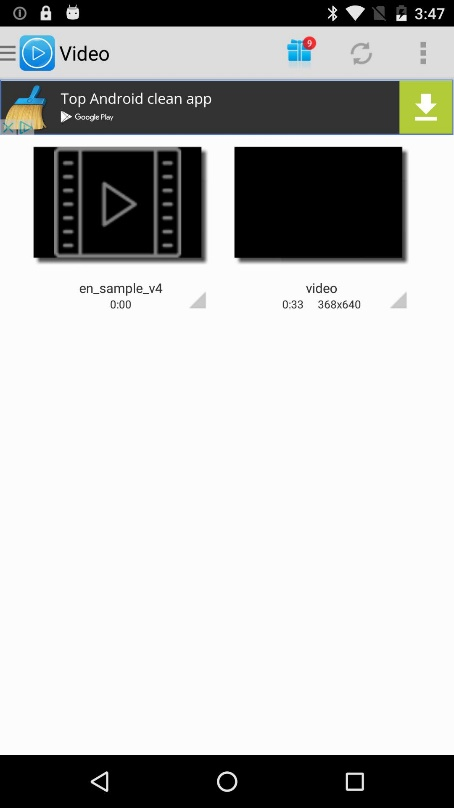 3:47
Video
9
Top Android clean app
Google Play
en_sample_v4
0:00
video
0:33 368x640